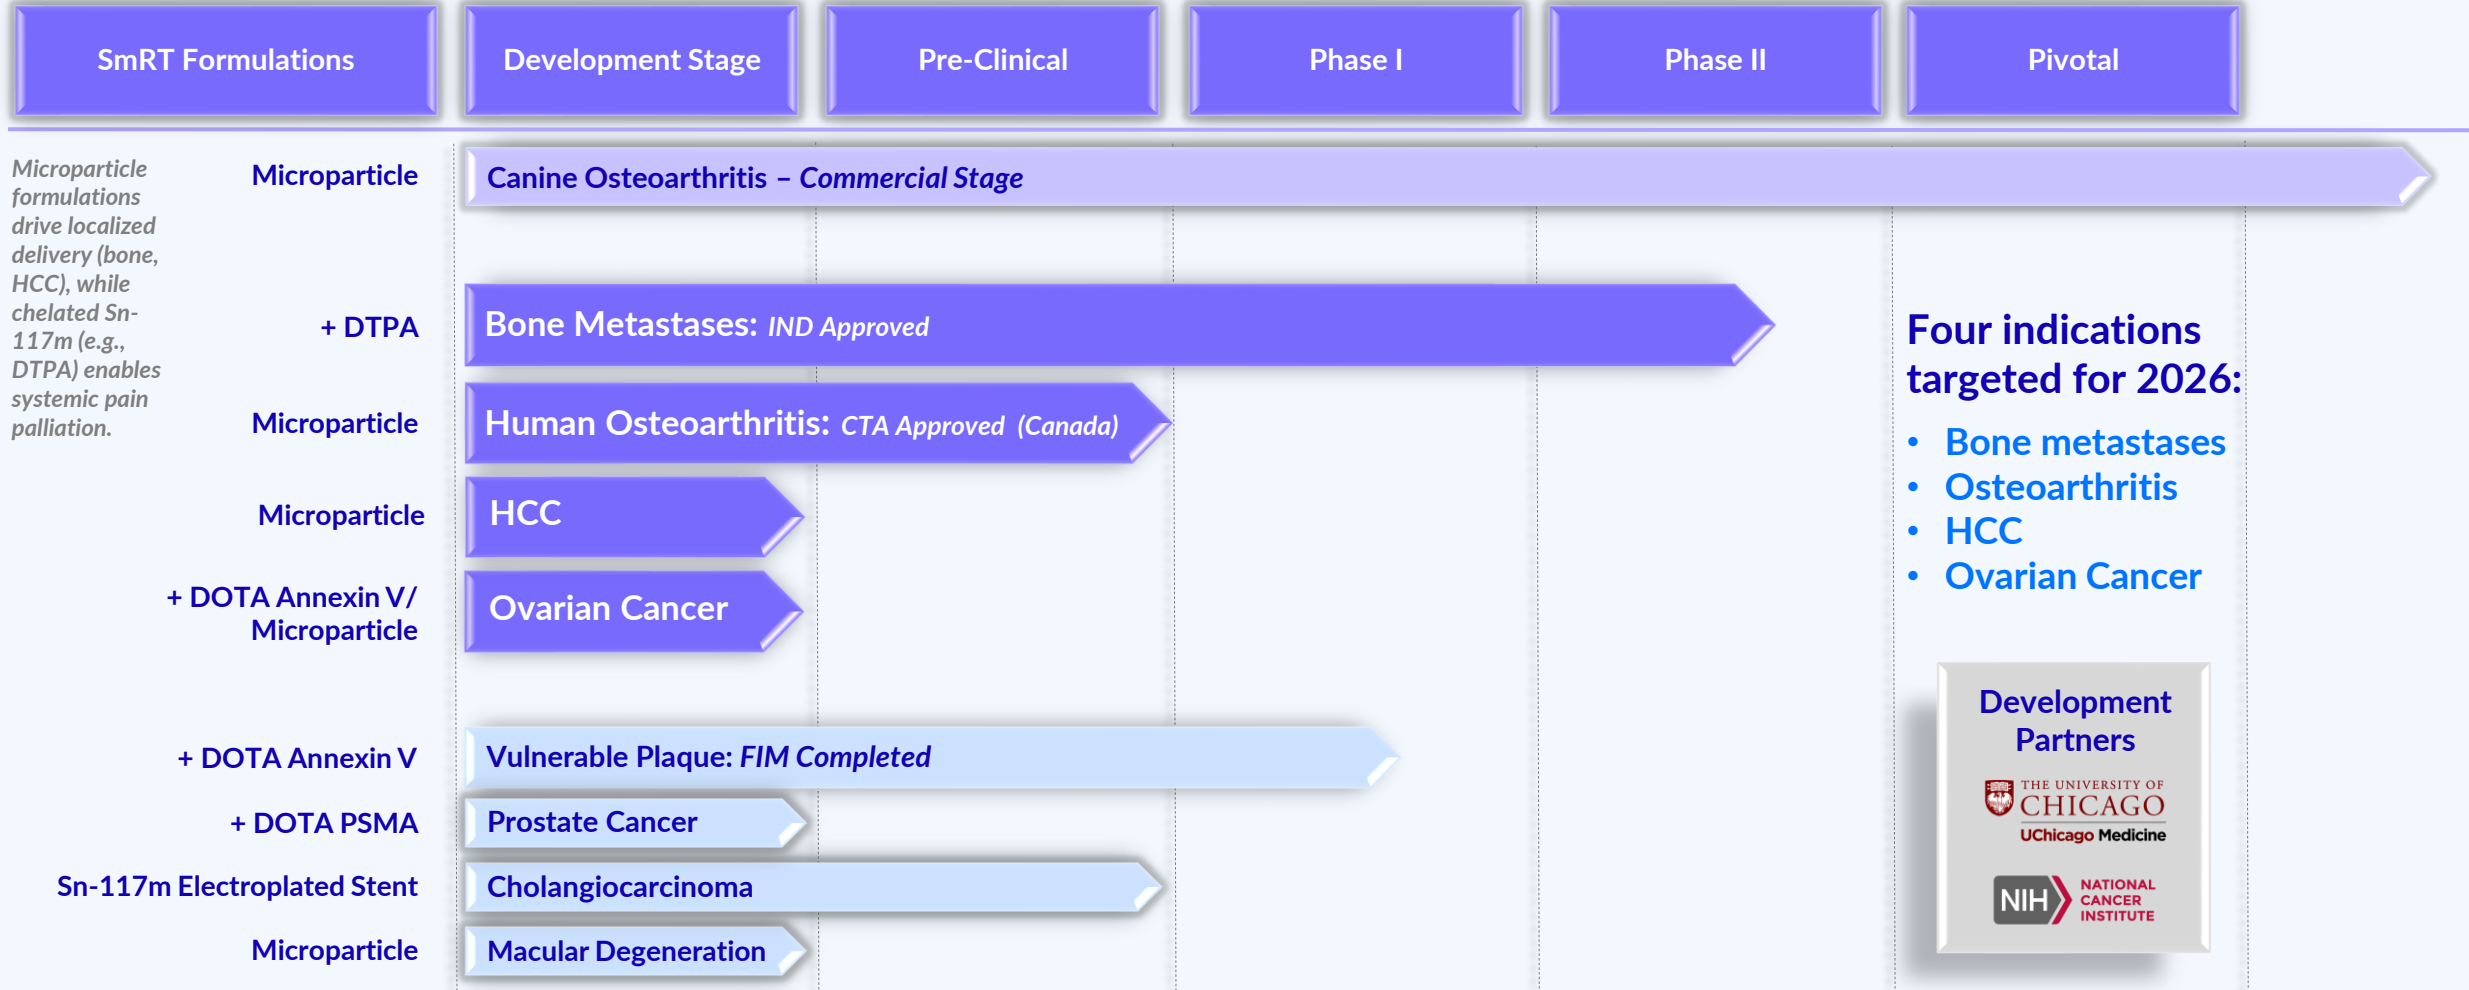 SmRT Formulations
Development Stage
Pre-Clinical
Phase I
Phase II
Pivotal
Microparticle
formulations
drive localized
delivery (bone,
HCC), while
chelated Sn-
117m (e.g.,
DTPA) enables
systemic pain
palliation.
Microparticle
Canine Osteoarthritis – Commercial Stage
+ DTPA
Bone Metastases: IND Approved
Microparticle
Human Osteoarthritis: CTA Approved (Canada)
Microparticle
HCC
+ DOTA Annexin V/
Microparticle
Ovarian Cancer
+ DOTA Annexin V
Vulnerable Plaque: FIM Completed
+ DOTA PSMA
Prostate Cancer
Sn-117m Electroplated Stent
Cholangiocarcinoma
Microparticle
Macular Degeneration
Four indications
targeted for 2026:
• Bone metastases
• Osteoarthritis
• HCC
• Ovarian Cancer
Development
Partners
THE UNIVERSITY OF
CHICAGO
UChicago Medicine
NIH
NATIONAL
CANCER
INSTITUTE